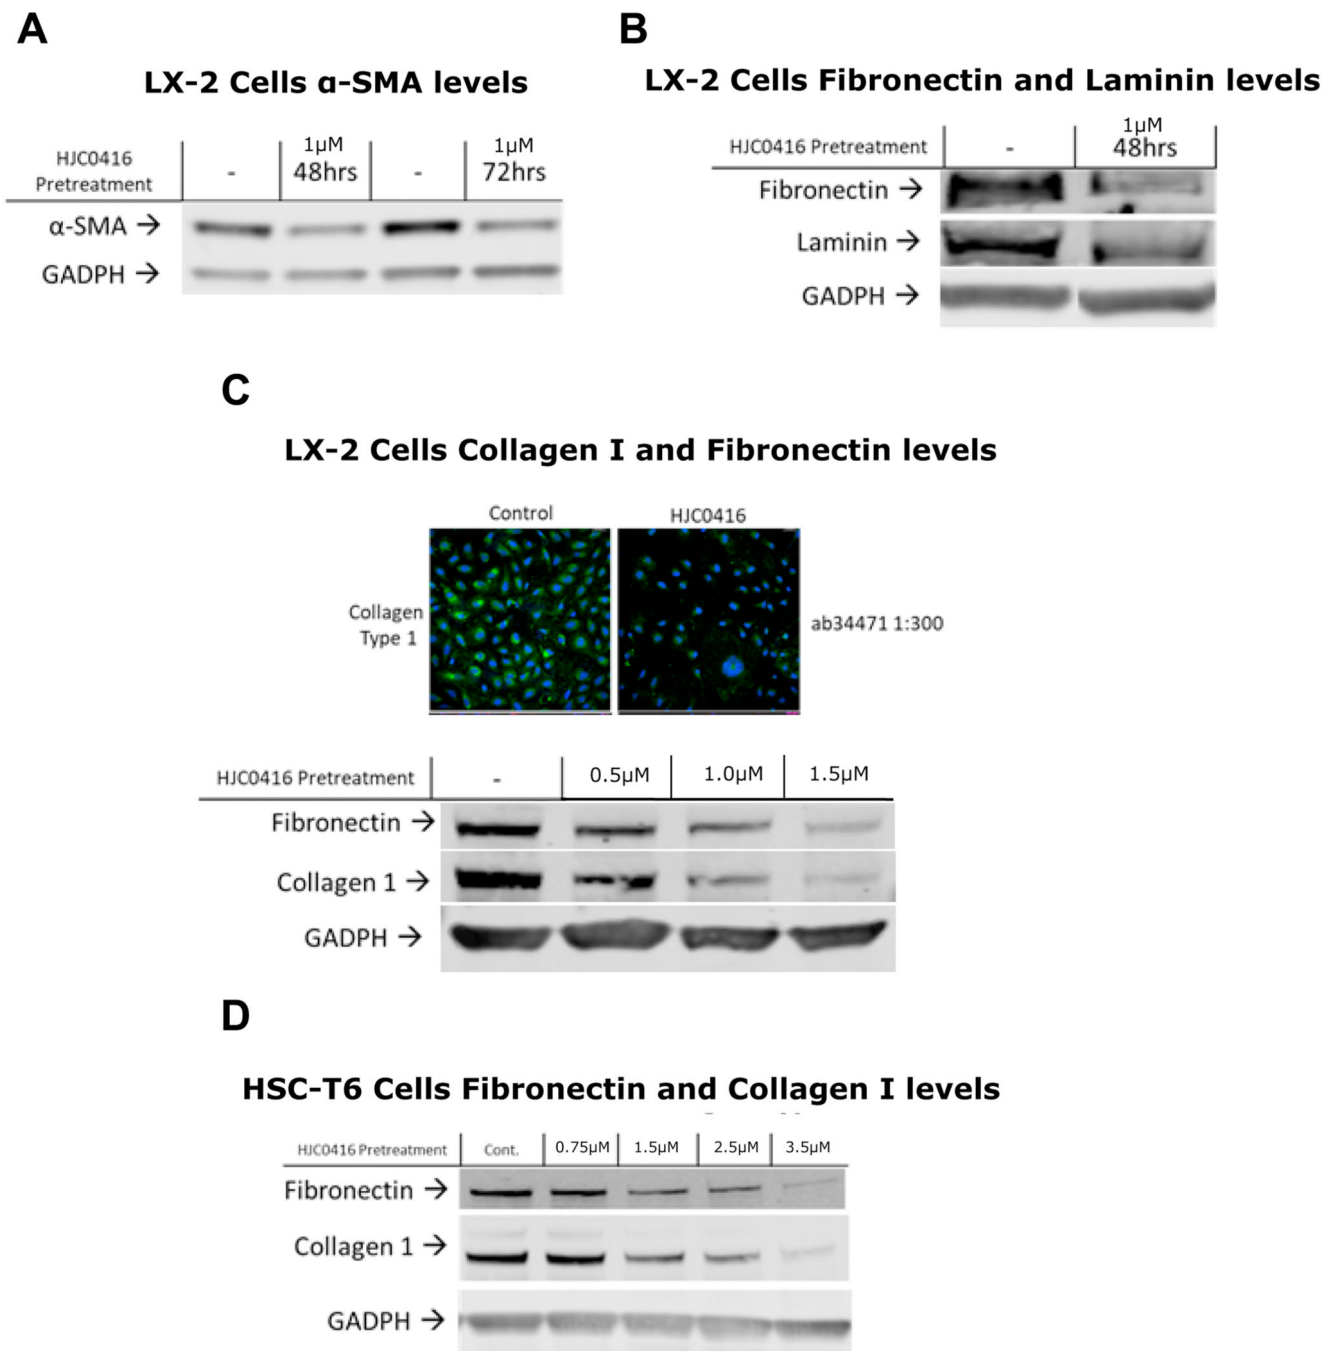 A
LX-2 Cells α-SMA levels
HJC0416
Pretreatment
-
1µM
48hrs
-
1µM
72hrs
α-SMA →
GADPH →
B
LX-2 Cells Fibronectin and Laminin levels
HJC0416 Pretreatment
-
1µM
48hrs
Fibronectin →
Laminin →
GADPH →
C
LX-2 Cells Collagen I and Fibronectin levels
Control HJC0416
Collagen
Type 1
ab34471 1:300
HJC0416 Pretreatment - 0.5µM 1.0µM 1.5µM
Fibronectin →
Collagen 1 →
GADPH →
D
HSC-T6 Cells Fibronectin and Collagen I levels
HJC0416 Pretreatment Cont. 0.75µM 1.5µM 2.5µM 3.5µM
Fibronectin →
Collagen 1 →
GADPH →